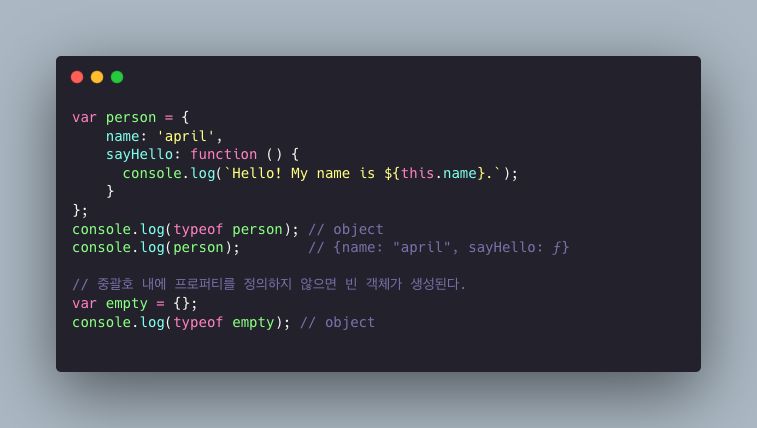 var person = {
    name: 'april',
    sayHello: function () {
      console.log(`Hello! My name is ${this.name}.`);
    }
};
console.log(typeof person); // object
console.log(person);        // {name: "april", sayHello: ƒ}
// 중괄호 내에 프로퍼티를 정의하지 않으면 빈 객체가 생성된다.
var empty = {};
console.log(typeof empty); // object